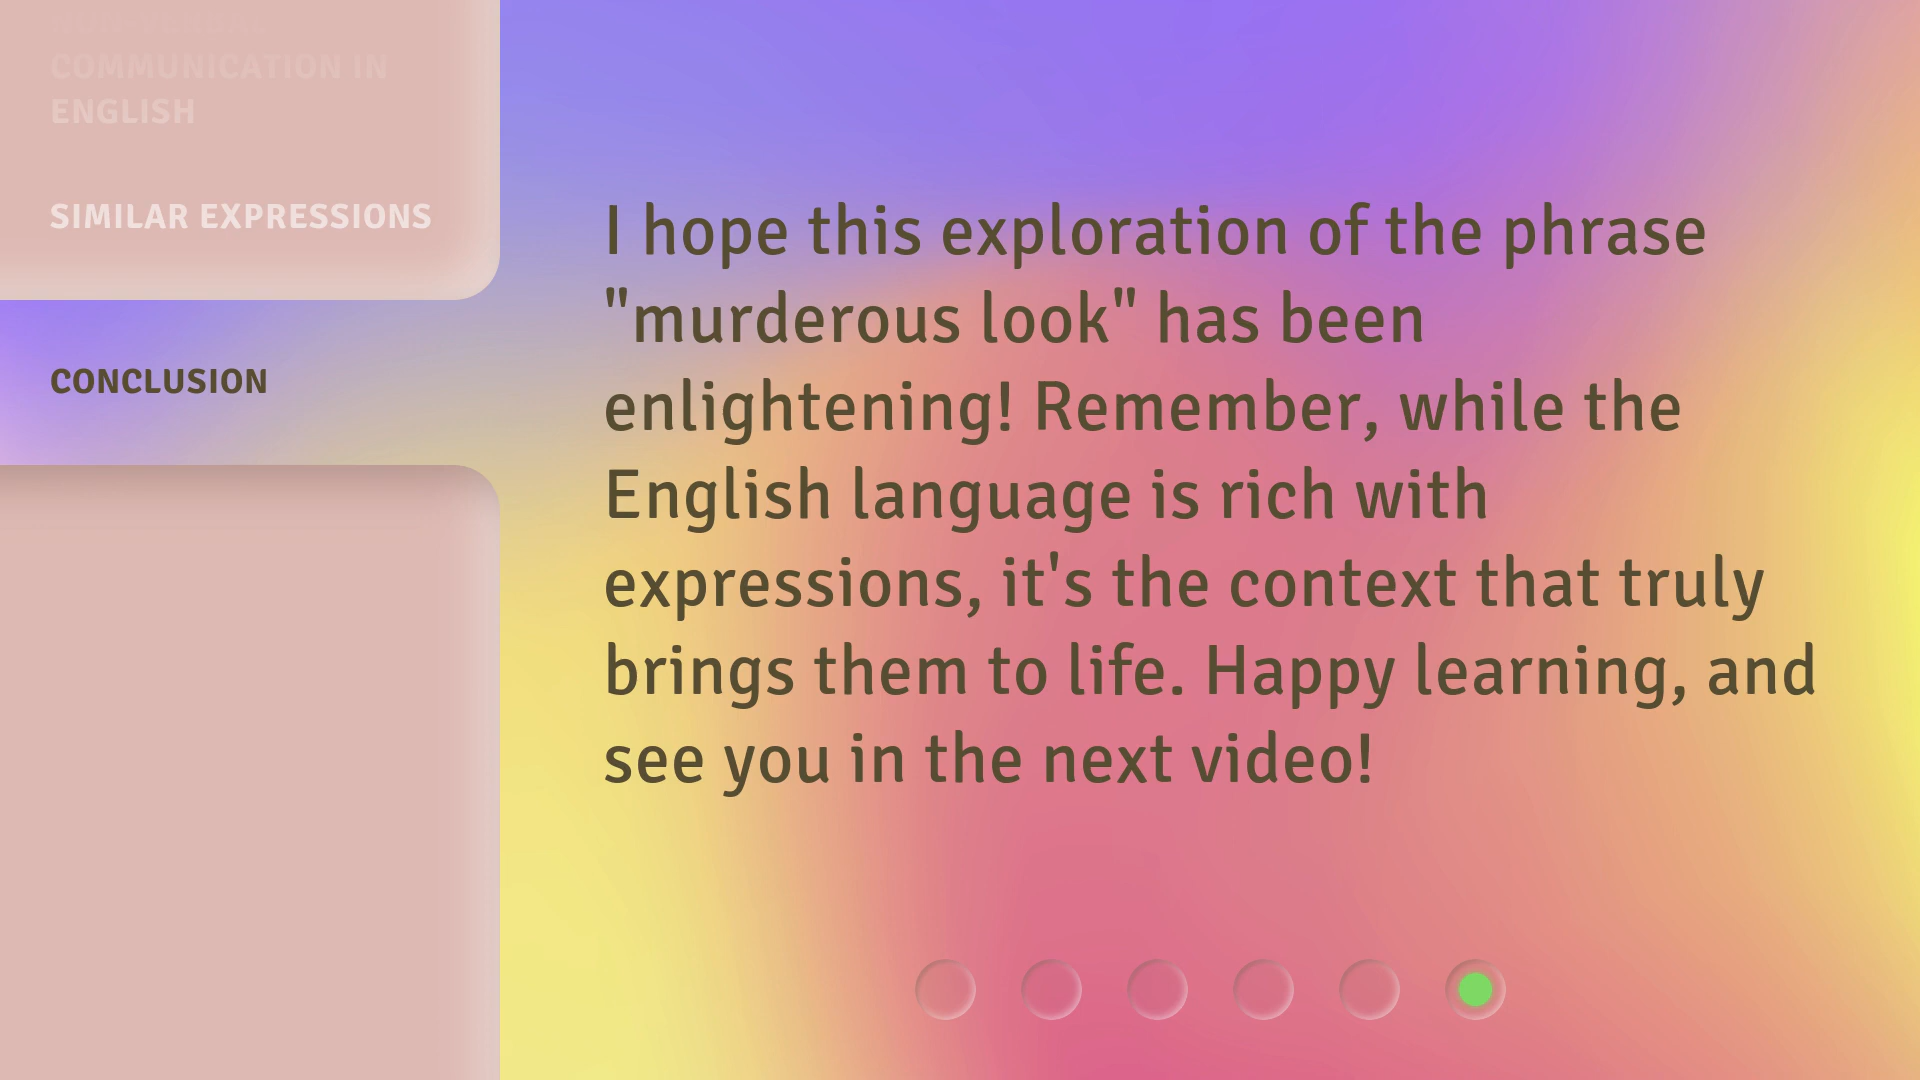 COMMUNICATION IN
ENGLISH
SIMILAR EXPRESSIONS
CONCLUSION
I hope this exploration of the phrase
"murderous look" has been
enlightening! Remember, while the
English language is rich with
expressions, it's the context that truly
brings them to life. Happy learning, and
see you in the next video!